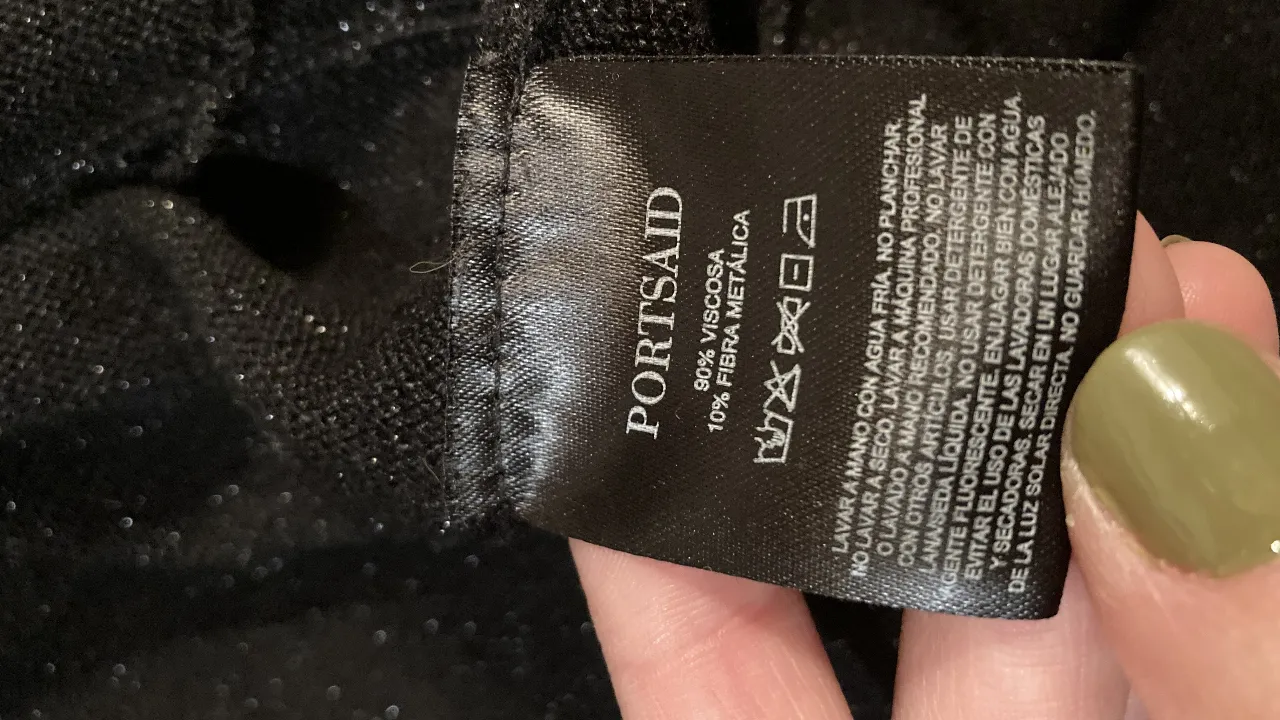 PORTSAID
90% VISCOSA
10% FIBRA METÁLICA
LAVAR A MANO CON AGUA FRÍA. NO PLANCHAR.
NO LAVAR A SECO. LAVAR A MÁQUINA PROFESIONAL
O LAVADO A MANO RECOMENDADO. NO LAVAR
CON OTROS ARTÍCULOS. USAR DETERGENTE DE
LANASEDA LÍQUIDA. NO USAR DETERGENTE CON
AGENTE FLUORESCENTE. ENJUAGAR BIEN CON AGUA.
EVITAR EL USO DE LAS LAVADORAS DOMÉSTICAS
Y SECADORAS. SECAR EN UN LUGAR ALEJADO
DE LA LUZ SOLAR DIRECTA. NO GUARDAR HÚMEDO.